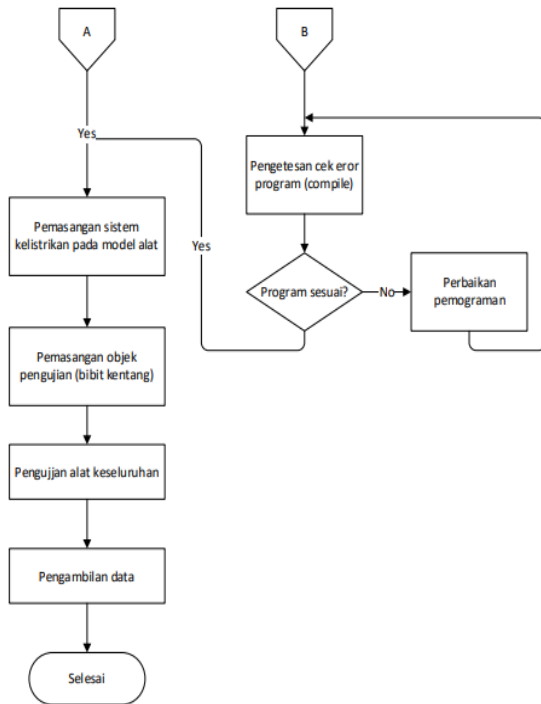 A
Yes
Pemasangan sistem
kelistrikan pada model alat
Pemasangan objek
pengujian (bibit kentang)
Pengujjan alat keseluruhan
Pengambilan data
Selesai
B
Pengetesan cek eror
program (compile)
Program sesuai?
Yes
No
Perbaikan
pemograman